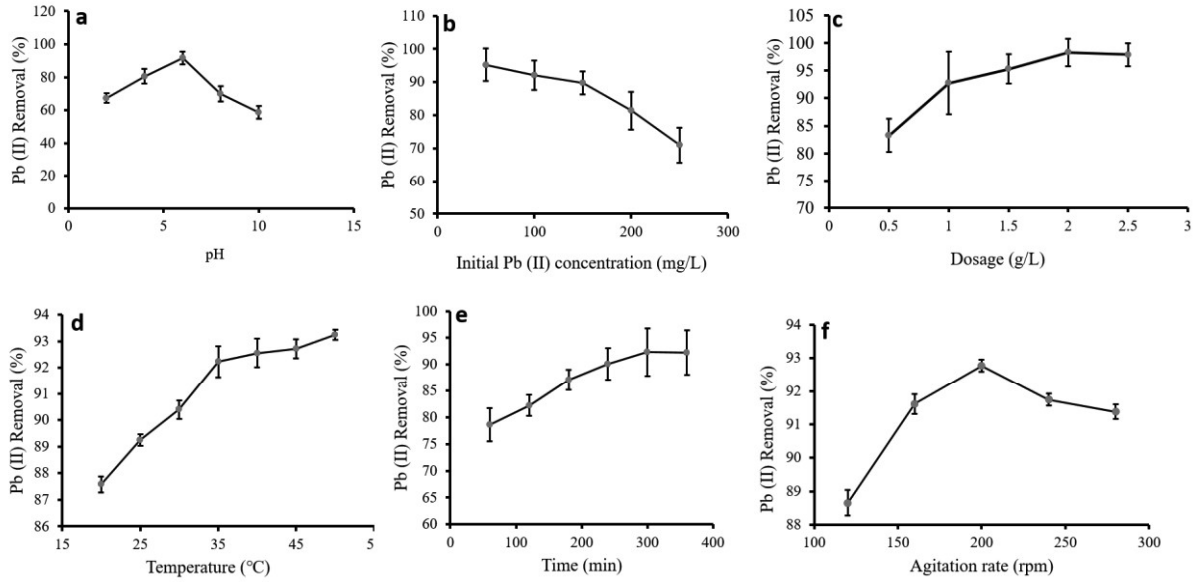 a
Pb (II) Removal (%)
120
100
80
60
40
20
0
0 5 10 15
pH
b
Pb (II) Removal (%)
110
100
90
80
70
60
50
0 100 200 300
Initial Pb (II) concentration (mg/L)
c
Pb (II) Removal (%)
105
100
95
90
85
80
75
70
0 0.5 1 1.5 2 2.5 3
Dosage (g/L)
d
Pb (II) Removal (%)
94
93
92
91
90
89
88
87
86
15 25 35 45 5
Temperature (°C)
e
Pb (II) Removal (%)
100
95
90
85
80
75
70
65
60
0 100 200 300 400
Time (min)
f
Pb (II) Removal (%)
94
93
92
91
90
89
88
100 150 200 250 300
Agitation rate (rpm)